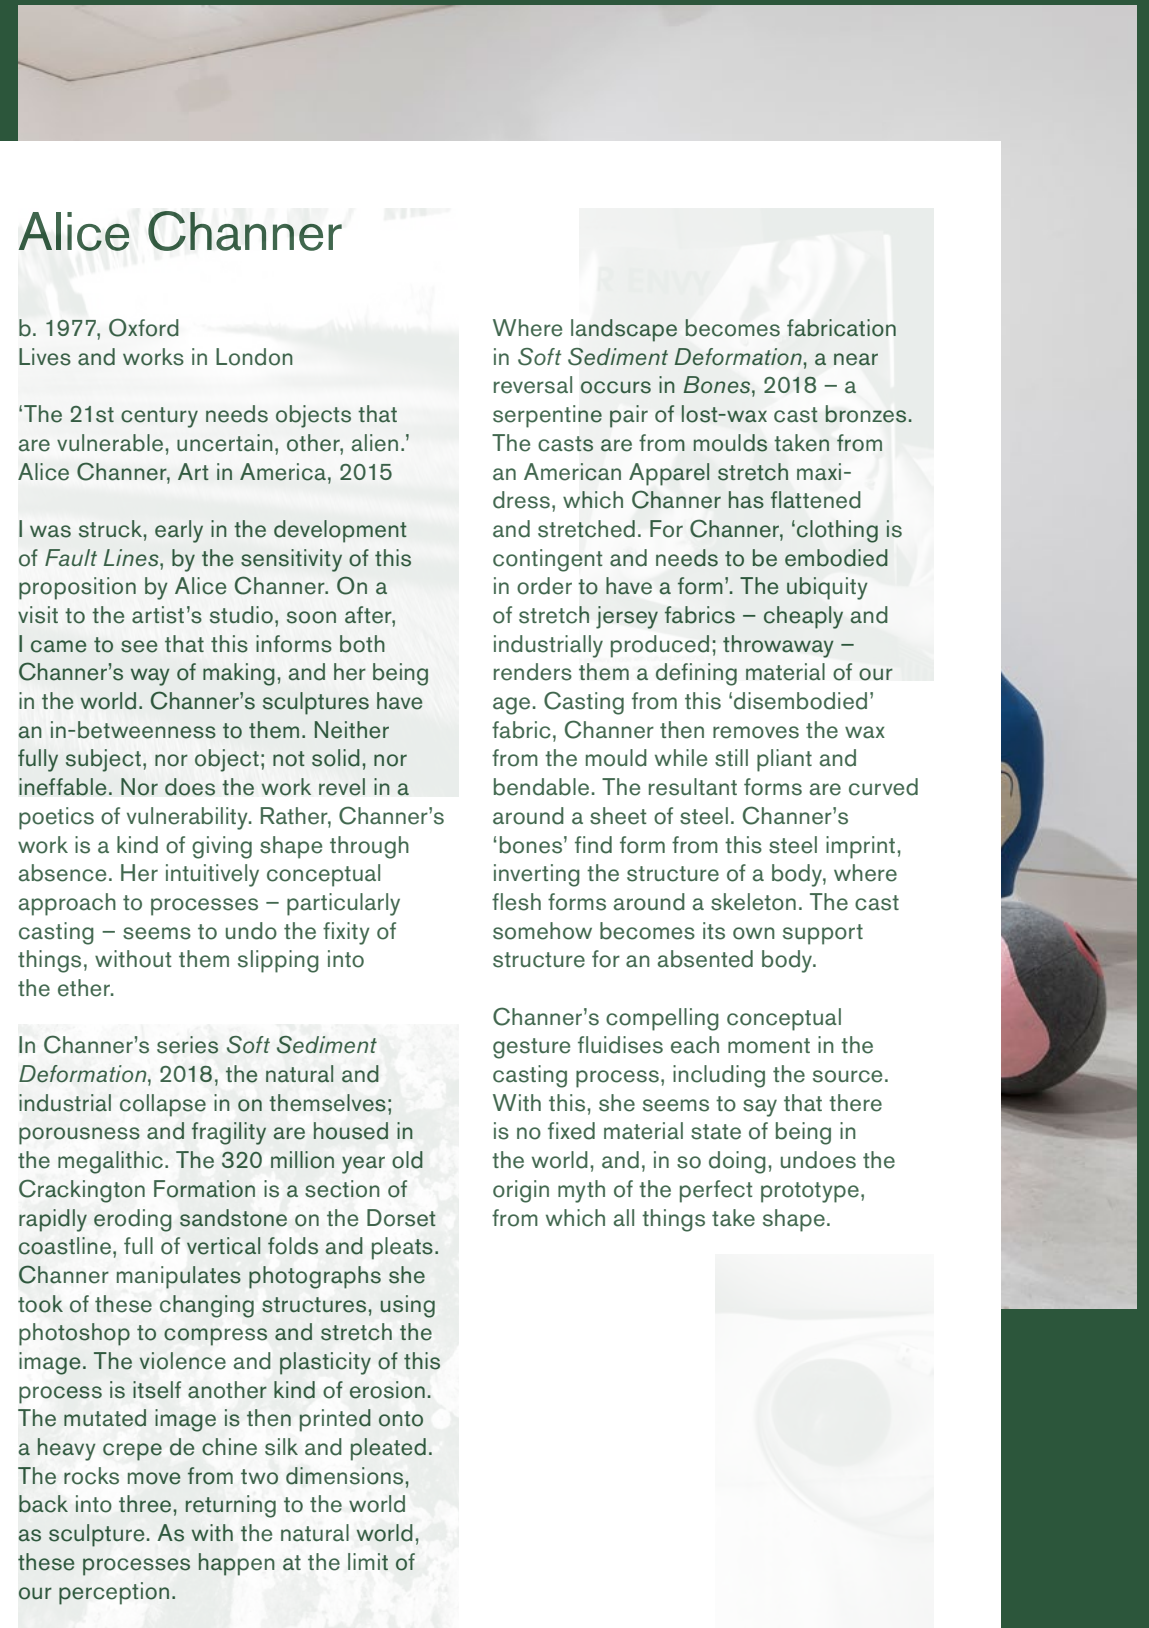 Alice Channer
b. 1977, Oxford
Lives and works in London
‘The 21st century needs objects that
are vulnerable, uncertain, other, alien.’
Alice Channer, Art in America, 2015
I was struck, early in the development
of Fault Lines, by the sensitivity of this
proposition by Alice Channer. On a
visit to the artist’s studio, soon after,
I came to see that this informs both
Channer’s way of making, and her being
in the world. Channer’s sculptures have
an in-betweenness to them. Neither
fully subject, nor object; not solid, nor
ineffable. Nor does the work revel in a
poetics of vulnerability. Rather, Channer’s
work is a kind of giving shape through
absence. Her intuitively conceptual
approach to processes – particularly
casting – seems to undo the fixity of
things, without them slipping into
the ether.
In Channer’s series Soft Sediment
Deformation, 2018, the natural and
industrial collapse in on themselves;
porousness and fragility are housed in
the megalithic. The 320 million year old
Crackington Formation is a section of
rapidly eroding sandstone on the Dorset
coastline, full of vertical folds and pleats.
Channer manipulates photographs she
took of these changing structures, using
photoshop to compress and stretch the
image. The violence and plasticity of this
process is itself another kind of erosion.
The mutated image is then printed onto
a heavy crepe de chine silk and pleated.
The rocks move from two dimensions,
back into three, returning to the world
as sculpture. As with the natural world,
these processes happen at the limit of
our perception.
R ENVY
Where landscape becomes fabrication
in Soft Sediment Deformation, a near
reversal occurs in Bones, 2018 – a
serpentine pair of lost-wax cast bronzes.
The casts are from moulds taken from
an American Apparel stretch maxi-
dress, which Channer has flattened
and stretched. For Channer, ‘clothing is
contingent and needs to be embodied
in order to have a form’. The ubiquity
of stretch jersey fabrics – cheaply and
industrially produced; throwaway –
renders them a defining material of our
age. Casting from this ‘disembodied’
fabric, Channer then removes the wax
from the mould while still pliant and
bendable. The resultant forms are curved
around a sheet of steel. Channer’s
‘bones’ find form from this steel imprint,
inverting the structure of a body, where
flesh forms around a skeleton. The cast
somehow becomes its own support
structure for an absented body.
Channer’s compelling conceptual
gesture fluidises each moment in the
casting process, including the source.
With this, she seems to say that there
is no fixed material state of being in
the world, and, in so doing, undoes the
origin myth of the perfect prototype,
from which all things take shape.